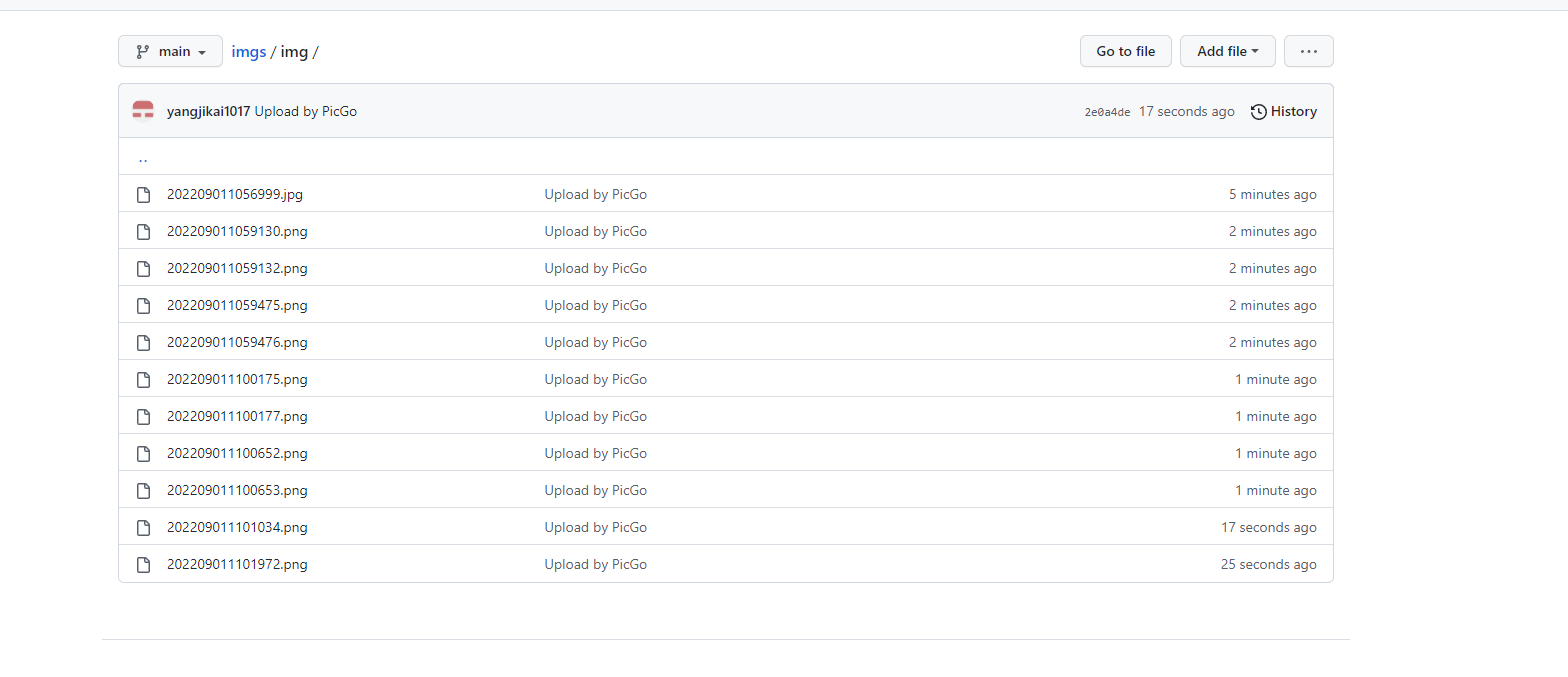 main imgs / img / Go to file Add file ...
yangjikai1017 Upload by PicGo 2e0a4de 17 seconds ago History
..
202209011056999.jpg Upload by PicGo 5 minutes ago
202209011059130.png Upload by PicGo 2 minutes ago
202209011059132.png Upload by PicGo 2 minutes ago
202209011059475.png Upload by PicGo 2 minutes ago
202209011059476.png Upload by PicGo 2 minutes ago
202209011100175.png Upload by PicGo 1 minute ago
202209011100177.png Upload by PicGo 1 minute ago
202209011100652.png Upload by PicGo 1 minute ago
202209011100653.png Upload by PicGo 1 minute ago
202209011101034.png Upload by PicGo 17 seconds ago
202209011101972.png Upload by PicGo 25 seconds ago